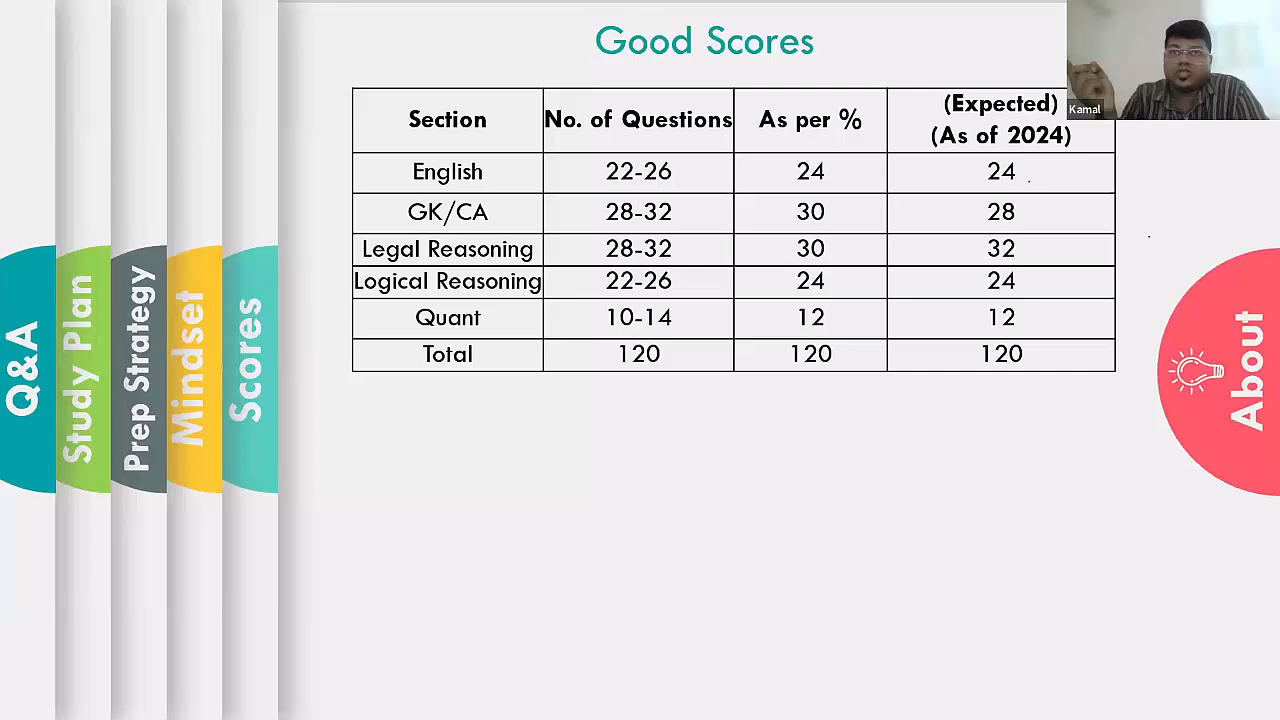 Good Scores
Kamal
Section No. of Questions As per % (Expected) (As of 2024)
English 22-26 24 24
GK/CA 28-32 30 28
Legal Reasoning 28-32 30 32
Logical Reasoning 22-26 24 24
Quant 10-14 12 12
Total 120 120 120
Q&A
Study Plan
Prep Strategy
Mindset
Scores
About